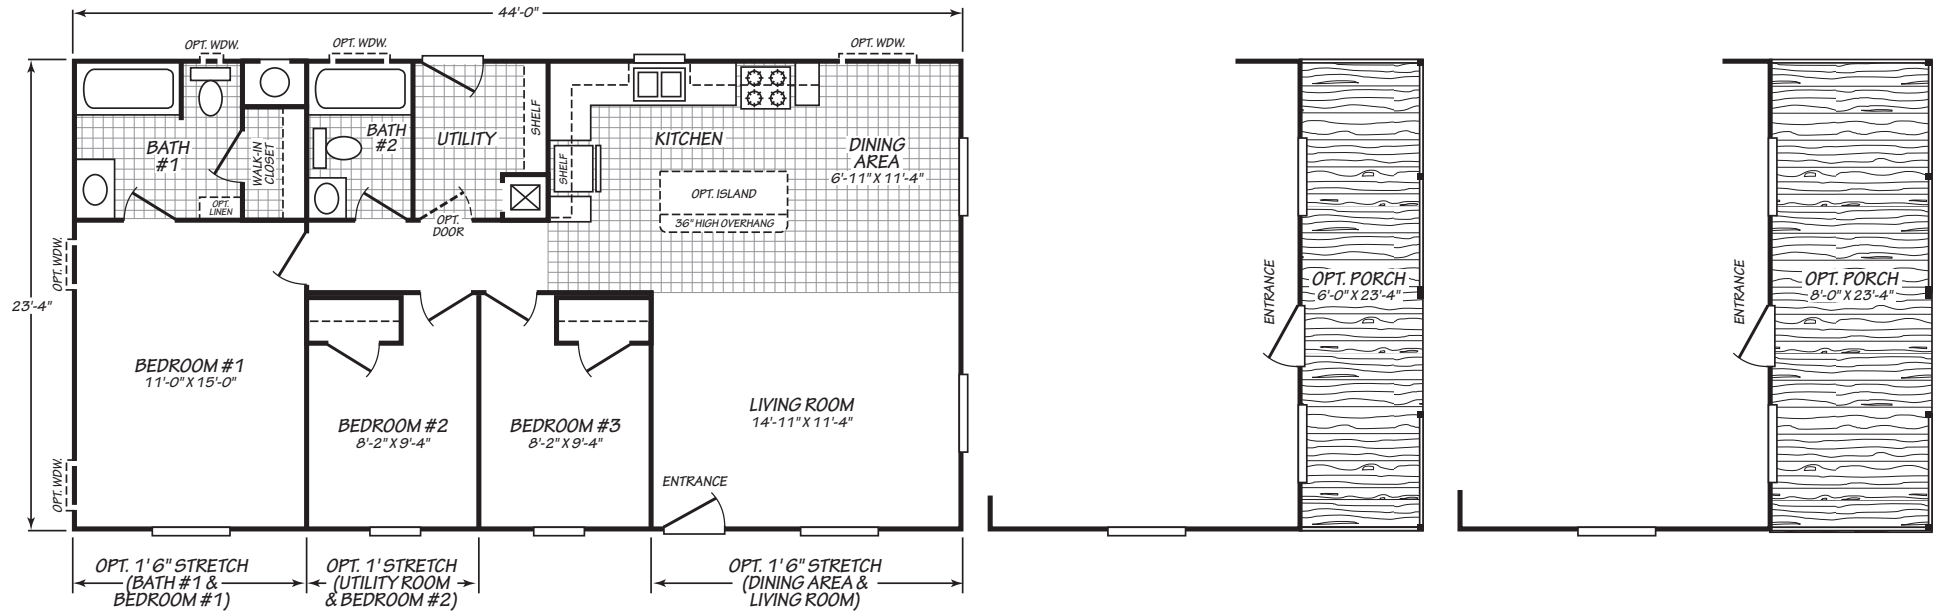 44'-0"
OPT. WDW.
OPT. WDW.
OPT. WDW.
BATH
#1
WALK-IN
CLOSET
OPT.
LINEN
BATH
#2
UTILITY
SHELF
OPT.
DOOR
SHELF
KITCHEN
OPT. ISLAND
36" HIGH OVERHANG
DINING
AREA
6'-11" X 11'-4"
23'-4"
OPT. WDW.
OPT. WDW.
BEDROOM #1
11'-0" X 15'-0"
BEDROOM #2
8'-2" X 9'-4"
BEDROOM #3
8'-2" X 9'-4"
LIVING ROOM
14'-11" X 11'-4"
ENTRANCE
OPT. 1' 6" STRETCH
(BATH #1 &
BEDROOM #1)
OPT. 1' STRETCH
(UTILITY ROOM
& BEDROOM #2)
OPT. 1' 6" STRETCH
(DINING AREA &
LIVING ROOM)
ENTRANCE
OPT. PORCH
6'-0" X 23'-4"
ENTRANCE
OPT. PORCH
8'-0" X 23'-4"